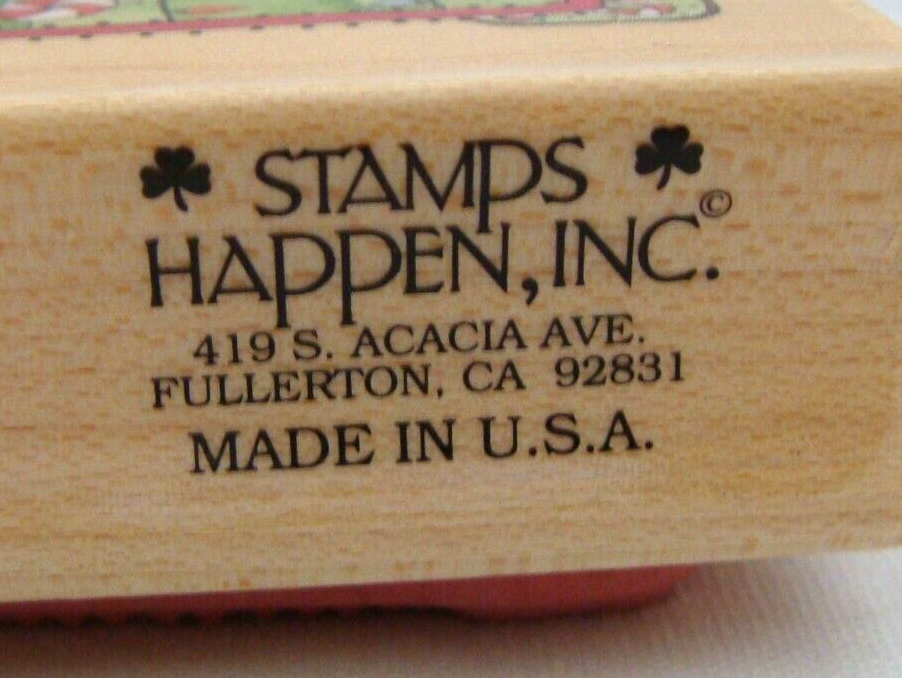 STAMPS
HAPPEN, INC.©
419 S. ACACIA AVE.
FULLERTON, CA 92831
MADE IN U.S.A.